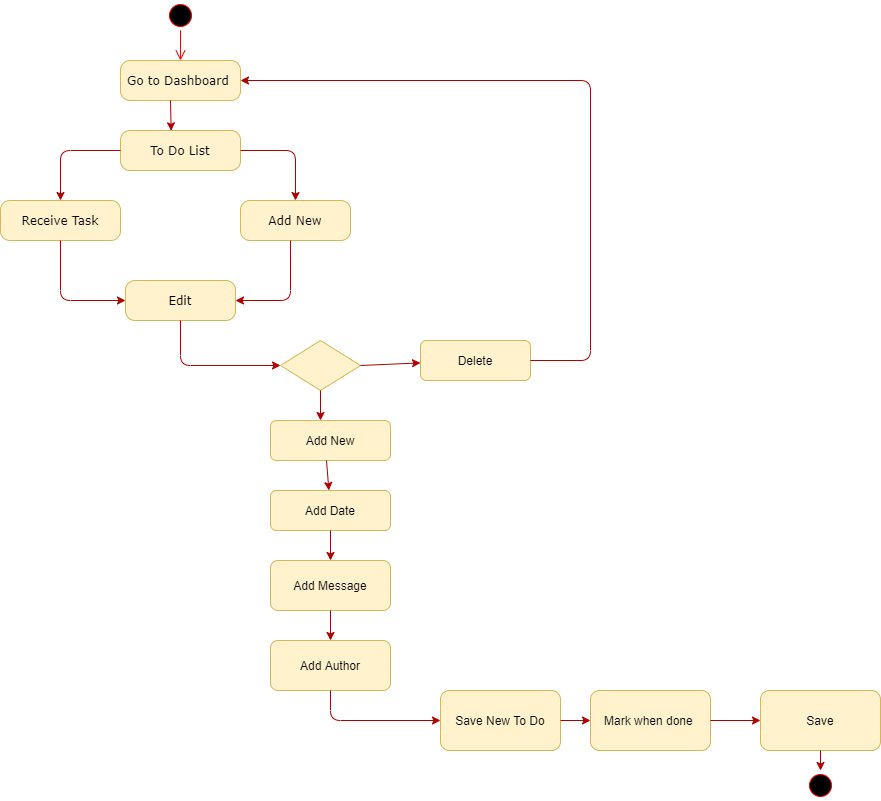 Go to Dashboard
To Do List
Receive Task
Add New
Edit
Delete
Add New
Add Date
Add Message
Add Author
Save New To Do
Mark when done
Save